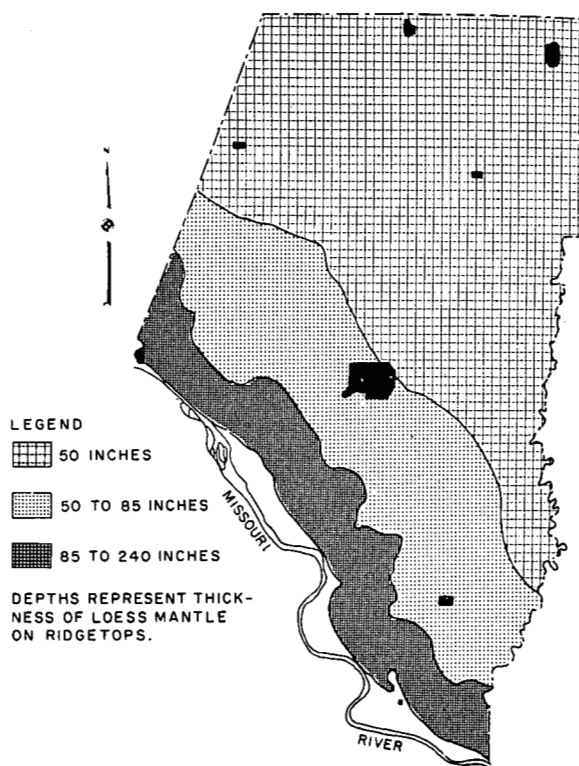 LEGEND
50 INCHES
50 TO 85 INCHES
85 TO 240 INCHES
DEPTHS REPRESENT THICK-
NESS OF LOESS MANTLE
ON RIDGETOPS.
MISSOURI
RIVER